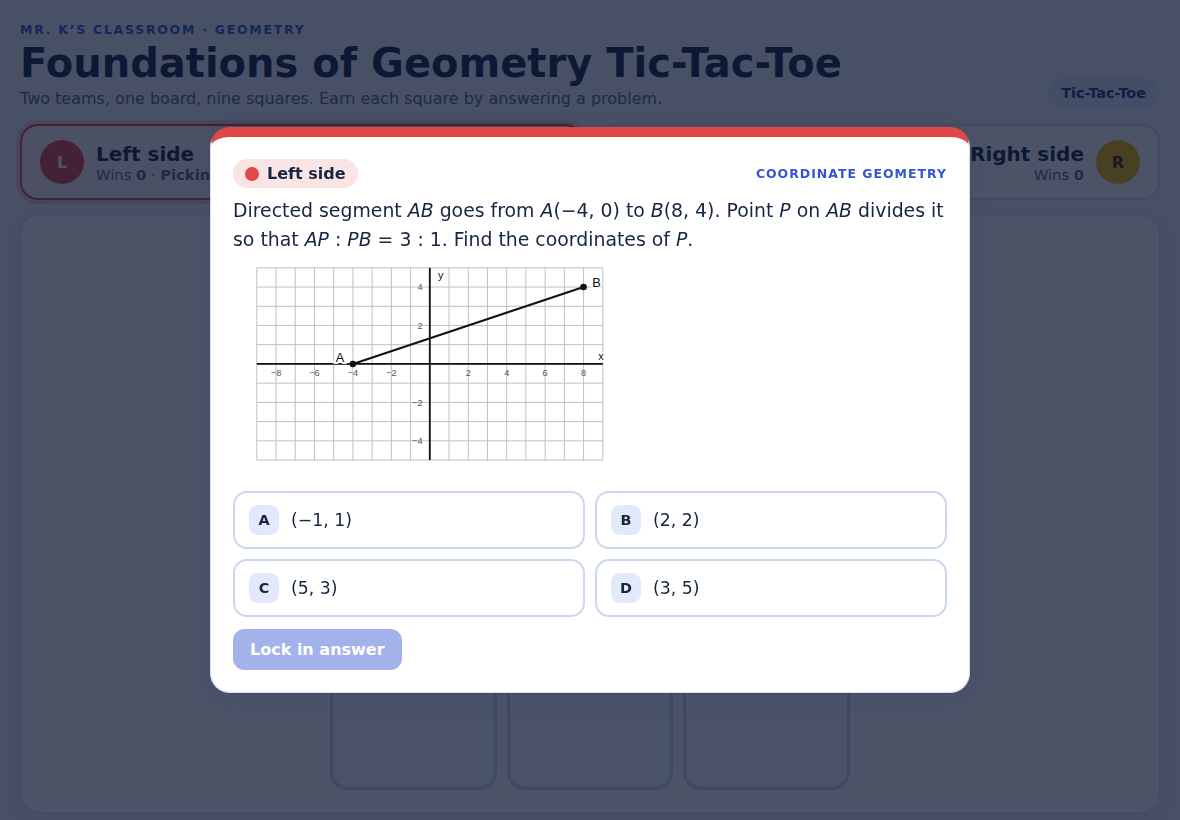 MR. K’S CLASSROOM · GEOMETRY
Foundations of Geometry Tic-Tac-Toe
Two teams, one board, nine squares. Earn each square by answering a problem.
Tic-Tac-Toe
L
Left side
Wins 0 · Pickin
Right side
Wins 0
R
Left side
COORDINATE GEOMETRY
Directed segment AB goes from A(−4, 0) to B(8, 4). Point P on AB divides it
so that AP : PB = 3 : 1. Find the coordinates of P.
y
4
B
2
A
x
−8 −6 −4 −2 2 4 6 8
−2
−4
A (−1, 1)
B (2, 2)
C (5, 3)
D (3, 5)
Lock in answer